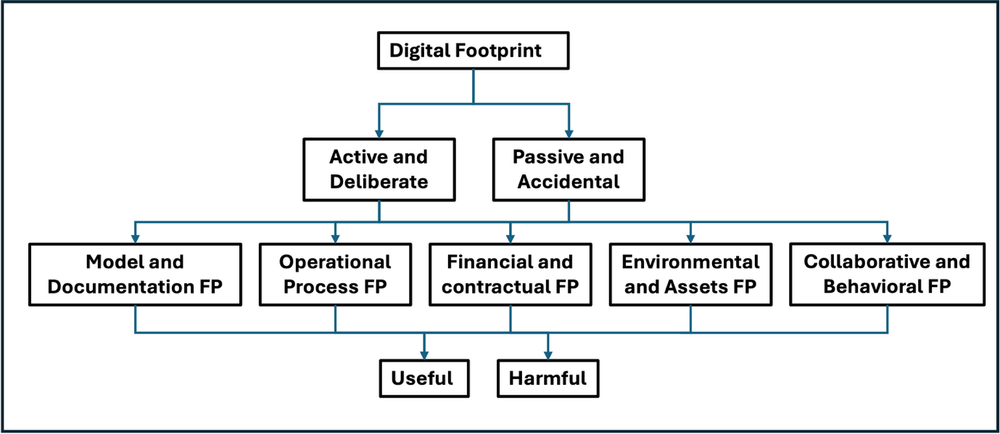 Digital Footprint
Active and
Deliberate
Passive and
Accidental
Model and
Documentation FP
Operational
Process FP
Financial and
contractual FP
Environmental
and Assets FP
Collaborative and
Behavioral FP
Useful
Harmful